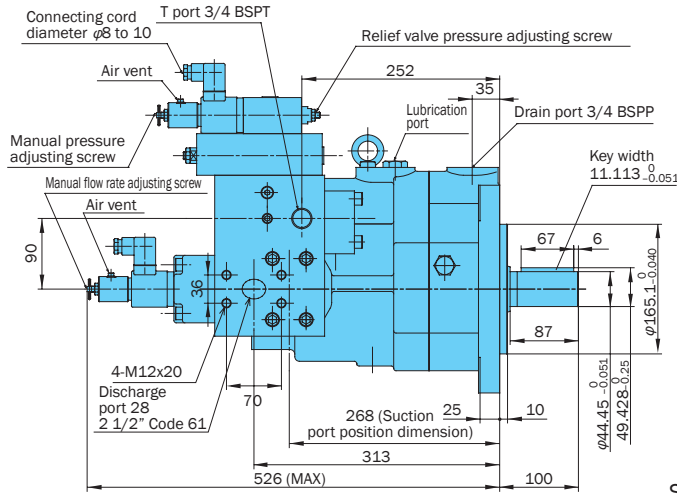 Connecting cord
diameter φ8 to 10
T port 3/4 BSPT
Relief valve pressure adjusting screw
Air vent
252
35
Lubrication
port
Drain port 3/4 BSPP
Manual pressure
adjusting screw
Key width
11.113 0 -0.051
Manual flow rate adjusting screw
Air vent
67
6
90
36
φ165.1 0 -0.040
87
4-M12x20
Discharge
port 28
2 1/2" Code 61
70
268 (Suction
port position dimension)
25
10
φ44.45 0 -0.051
49.428 0 -0.25
313
526 (MAX)
100